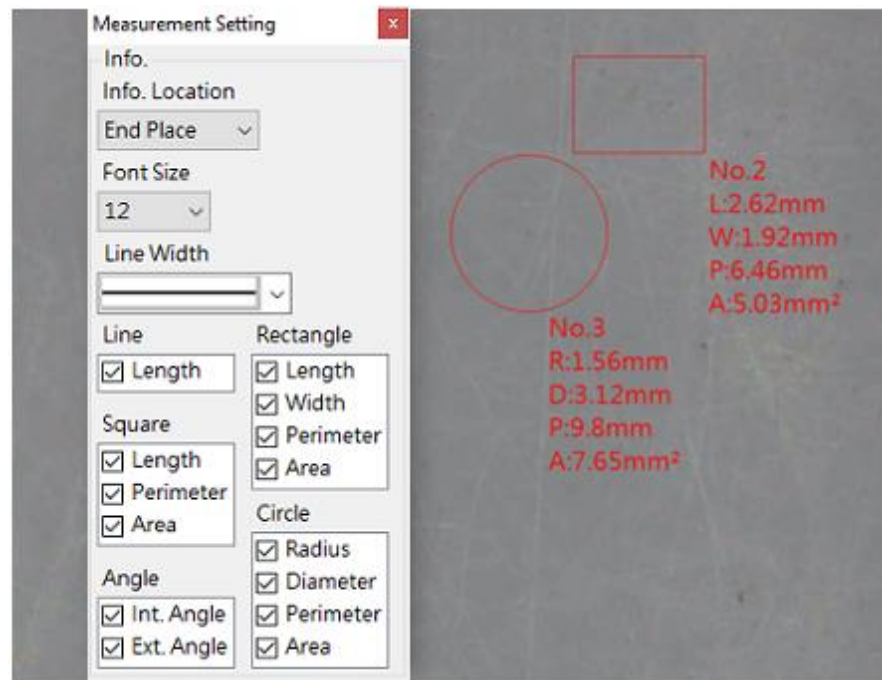 Measurement Setting
Info.
Info. Location
End Place
Font Size
12
Line Width
Line
Length
Square
Length
Perimeter
Area
Angle
Int. Angle
Ext. Angle
Rectangle
Length
Width
Perimeter
Area
Circle
Radius
Diameter
Perimeter
Area
No.2
L:2.62mm
W:1.92mm
P:6.46mm
A:5.03mm²
No.3
R:1.56mm
D:3.12mm
P:9.8mm
A:7.65mm²